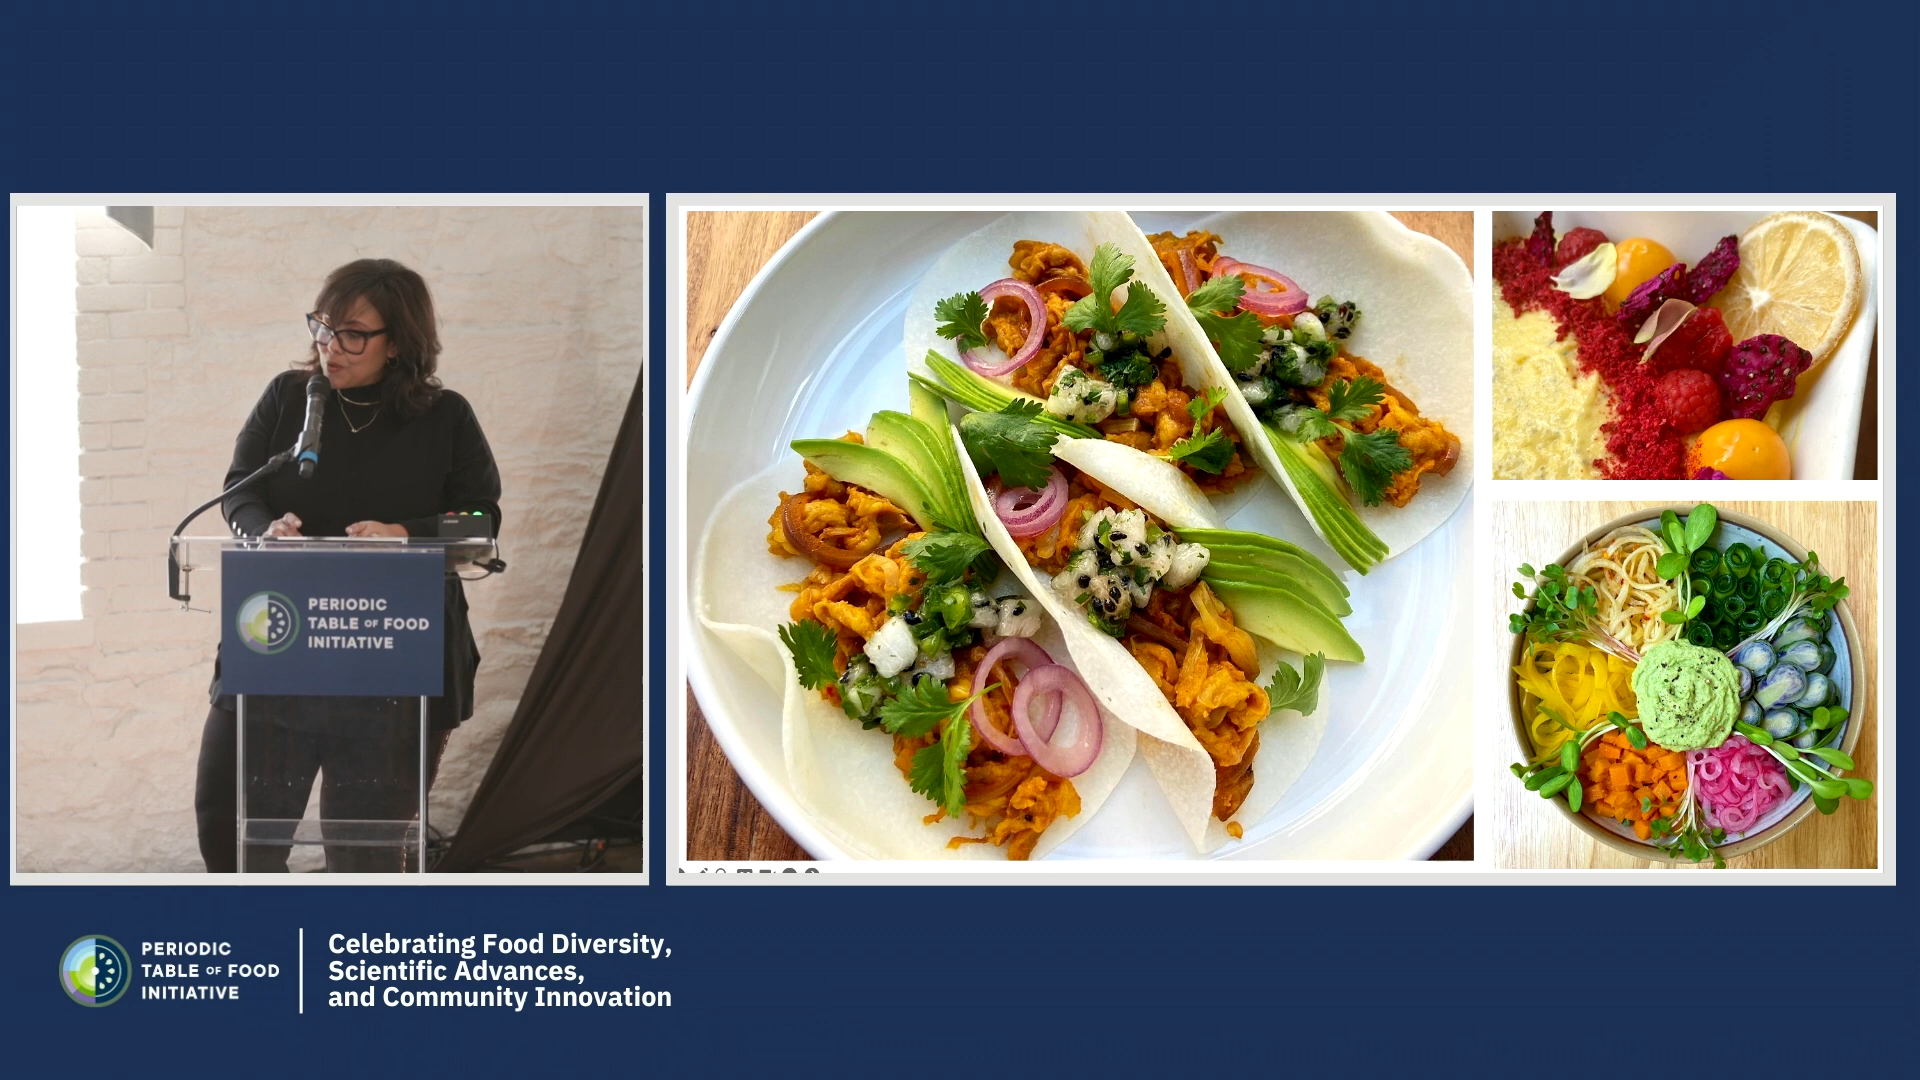 PERIODIC
TABLE OF FOOD
INITIATIVE
PERIODIC
TABLE OF FOOD
INITIATIVE
Celebrating Food Diversity,
Scientific Advances,
and Community Innovation